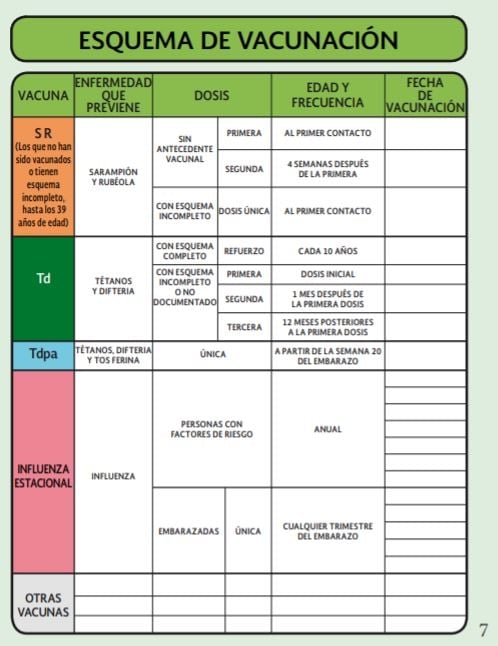 ESQUEMA DE VACUNACIÓN
VACUNA
ENFERMEDAD
QUE
PREVIENE
DOSIS
EDAD Y
FRECUENCIA
FECHA
DE
VACUNACIÓN
S R
(Los que no han
sido vacunados
o tienen
esquema
incompleto,
hasta los 39
años de edad)
SARAMPIÓN
Y RUBÉOLA
SIN
ANTECEDENTE
VACUNAL
PRIMERA
AL PRIMER CONTACTO
SEGUNDA
4 SEMANAS DESPUÉS
DE LA PRIMERA
CON ESQUEMA
INCOMPLETO
DOSIS ÚNICA
AL PRIMER CONTACTO
Td
TÉTANOS
Y DIFTERIA
CON ESQUEMA
COMPLETO
REFUERZO
CADA 10 AÑOS
CON ESQUEMA
INCOMPLETO
O NO
DOCUMENTADO
PRIMERA
DOSIS INICIAL
SEGUNDA
1 MES DESPUÉS DE
LA PRIMERA DOSIS
TERCERA
12 MESES POSTERIORES
A LA PRIMERA DOSIS
Tdpa
TÉTANOS, DIFTERIA
Y TOS FERINA
ÚNICA
A PARTIR DE LA SEMANA 20
DEL EMBARAZO
INFLUENZA
ESTACIONAL
INFLUENZA
PERSONAS CON
FACTORES DE RIESGO
ANUAL
EMBARAZADAS
ÚNICA
CUALQUIER TRIMESTRE
DEL EMBARAZO
OTRAS
VACUNAS
7